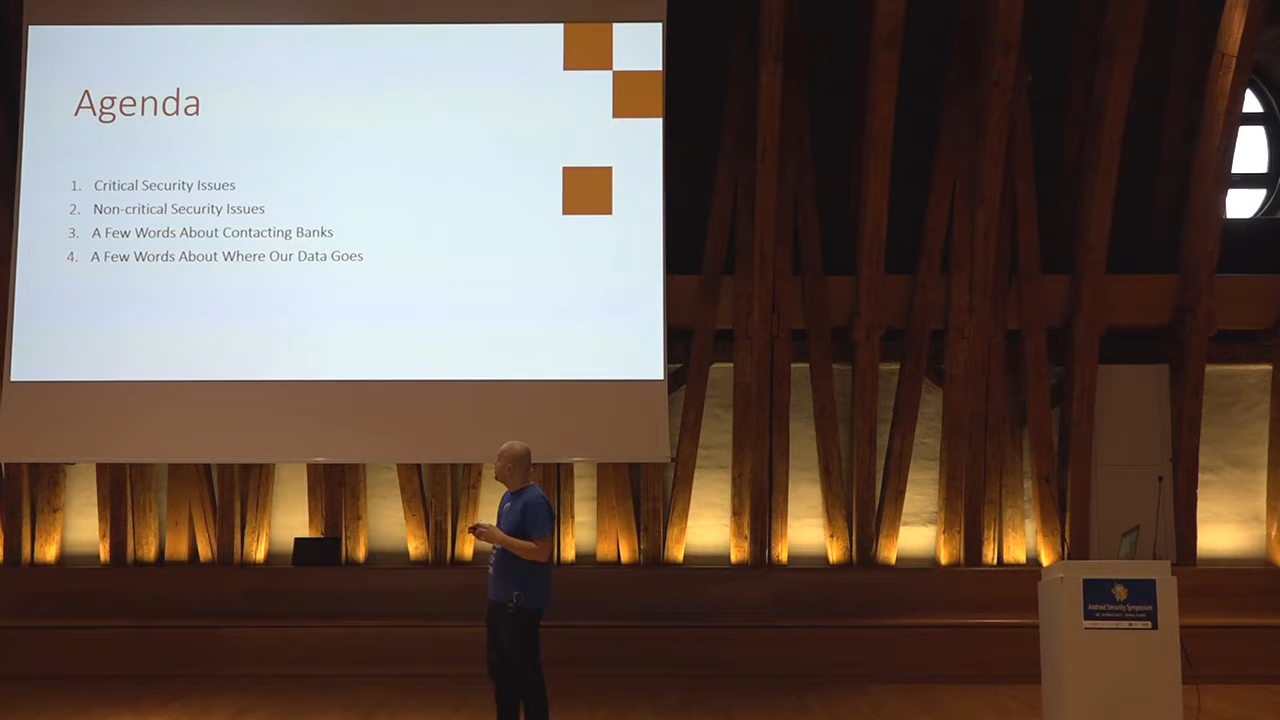 Agenda
1. Critical Security Issues
2. Non-critical Security Issues
3. A Few Words About Contacting Banks
4. A Few Words About Where Our Data Goes
Android Security Symposium